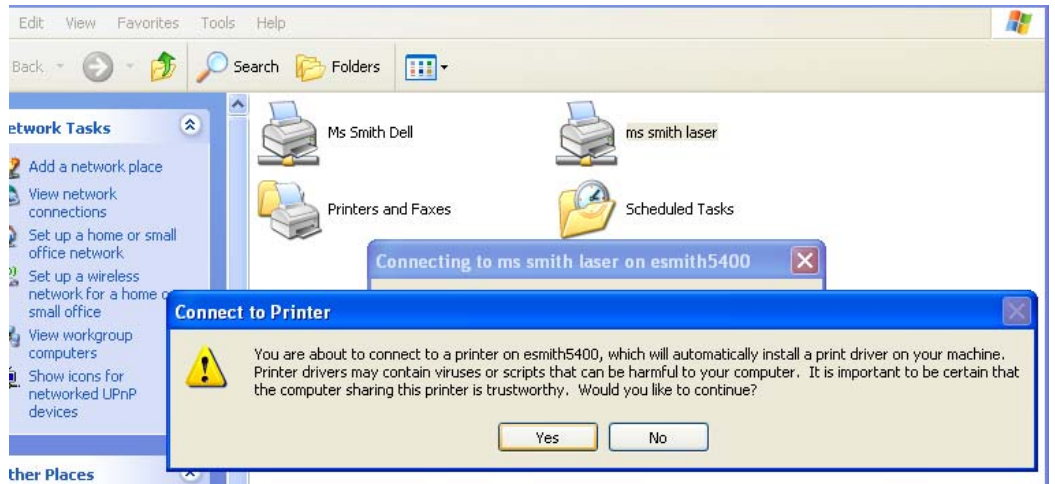 Edit View Favorites Tools Help
Back Search Folders
etwork Tasks
Add a network place
View network
connections
Set up a home or small
office network
Set up a wireless
network for a home o
small office
View workgroup
computers
Show icons for
networked UPnP
devices
ther Places
Ms Smith Dell
ms smith laser
Printers and Faxes
Scheduled Tasks
Connecting to ms smith laser on esmith5400
Connect to Printer
You are about to connect to a printer on esmith5400, which will automatically install a print driver on your machine.
Printer drivers may contain viruses or scripts that can be harmful to your computer. It is important to be certain that
the computer sharing this printer is trustworthy. Would you like to continue?
Yes No